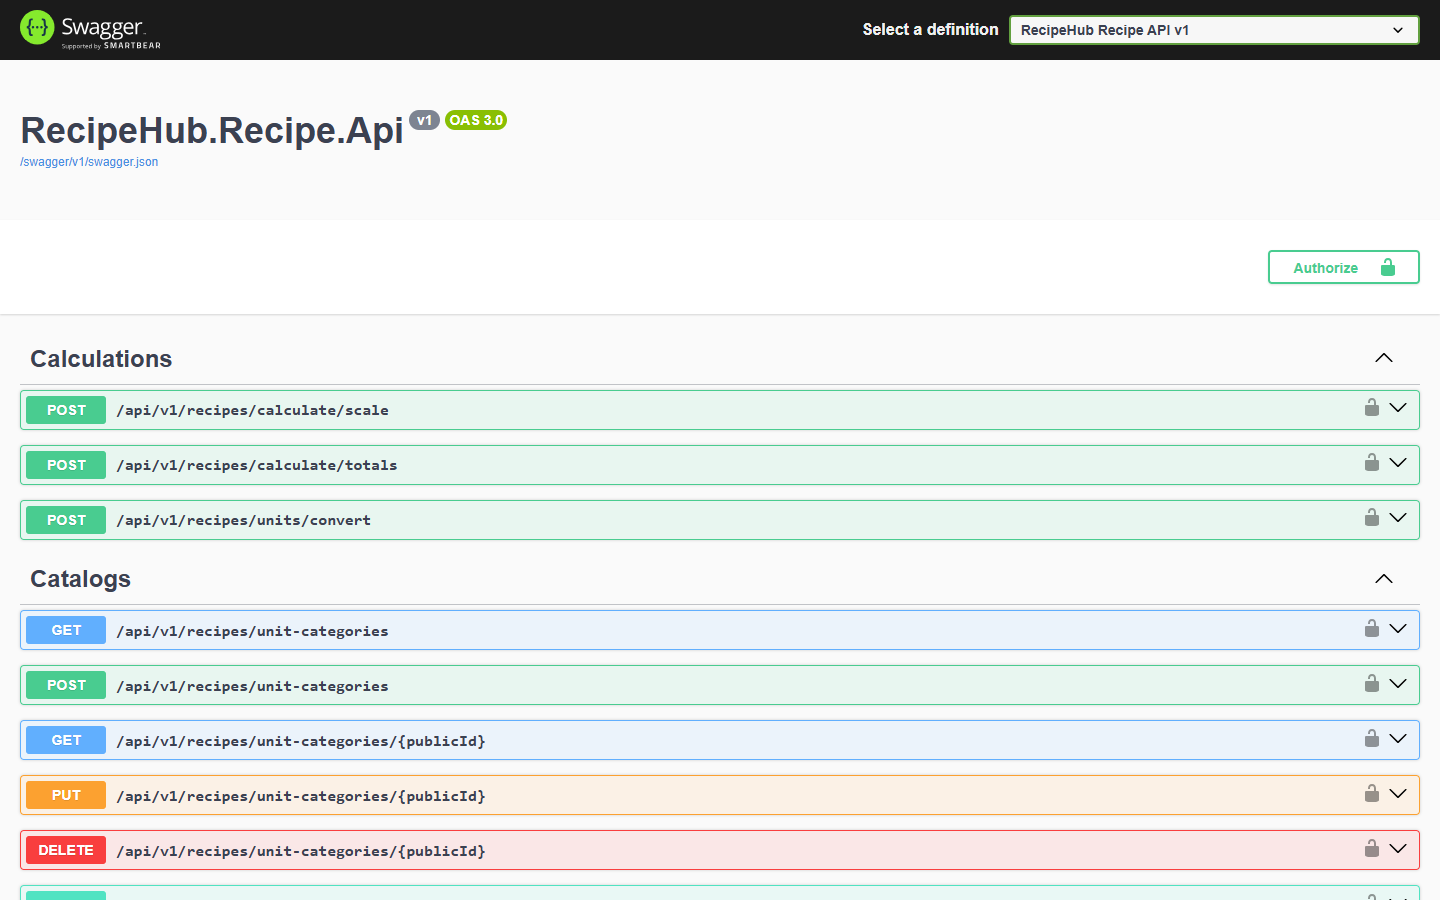 Swagger
Supported by SMARTBEAR
Select a definition
RecipeHub Recipe API v1
RecipeHub.Recipe.Api v1 OAS 3.0
/swagger/v1/swagger.json
Authorize
Calculations
POST /api/v1/recipes/calculate/scale
POST /api/v1/recipes/calculate/totals
POST /api/v1/recipes/units/convert
Catalogs
GET /api/v1/recipes/unit-categories
POST /api/v1/recipes/unit-categories
GET /api/v1/recipes/unit-categories/{publicId}
PUT /api/v1/recipes/unit-categories/{publicId}
DELETE /api/v1/recipes/unit-categories/{publicId}